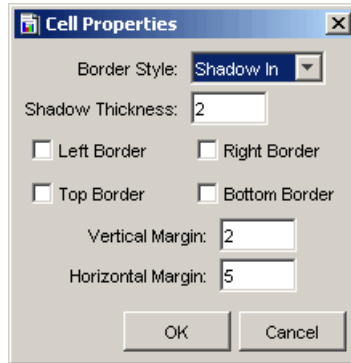 Cell Properties
Border Style: Shadow In
Shadow Thickness: 2
Left Border Right Border
Top Border Bottom Border
Vertical Margin: 2
Horizontal Margin: 5
OK Cancel